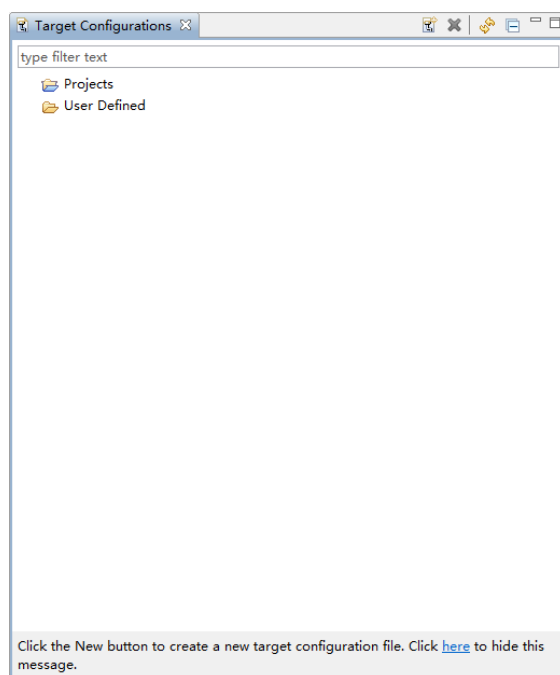 Target Configurations
type filter text
Projects
User Defined
Click the New button to create a new target configuration file. Click here to hide this
message.